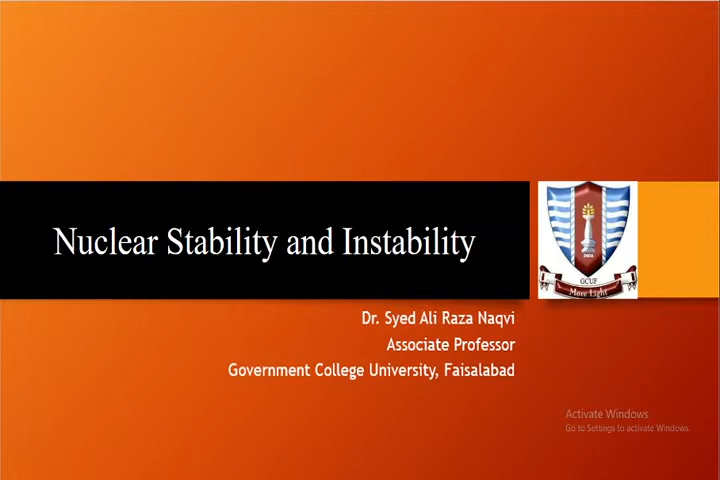 Nuclear Stability and Instability
2002
GCUF
More Light
Dr. Syed Ali Raza Naqvi
Associate Professor
Government College University, Faisalabad
Activate Windows
Go to Settings to activate Windows.